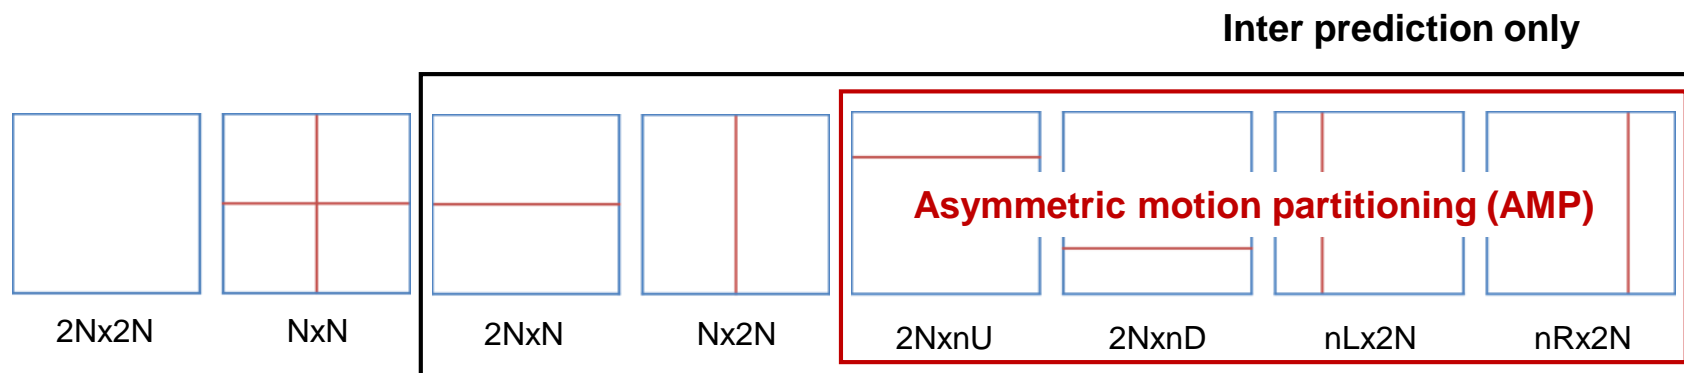 Inter prediction only
Asymmetric motion partitioning (AMP)
2Nx2N
NxN
2NxN
Nx2N
2NxnU
2NxnD
nLx2N
nRx2N